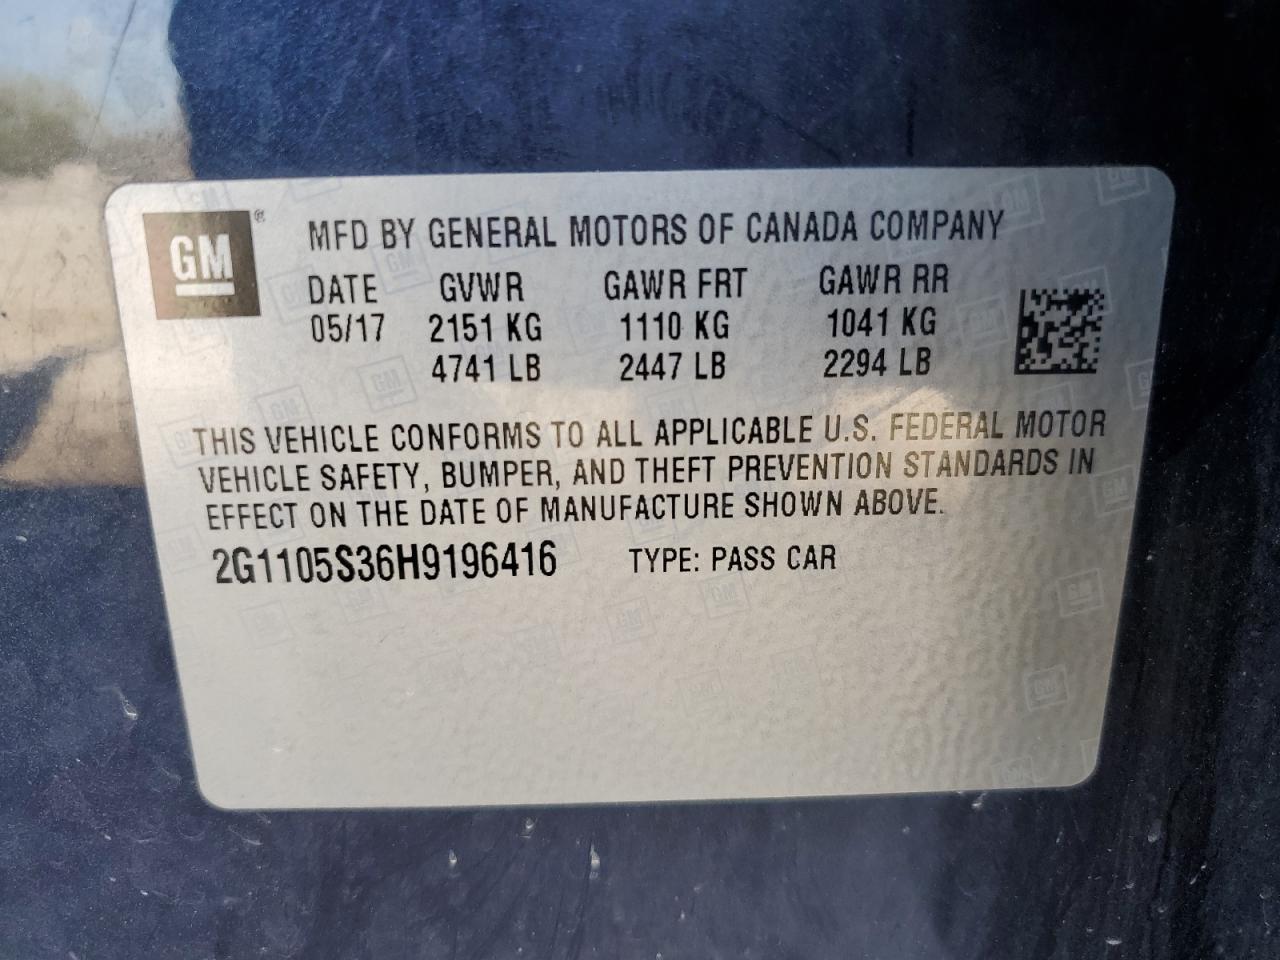 GM ® MFD BY GENERAL MOTORS OF CANADA COMPANY
DATE GVWR GAWR FRT GAWR RR
05/17 2151 KG 1110 KG 1041 KG
4741 LB 2447 LB 2294 LB
THIS VEHICLE CONFORMS TO ALL APPLICABLE U.S. FEDERAL MOTOR
VEHICLE SAFETY, BUMPER, AND THEFT PREVENTION STANDARDS IN
EFFECT ON THE DATE OF MANUFACTURE SHOWN ABOVE.
2G1105S36H9196416 TYPE: PASS CAR